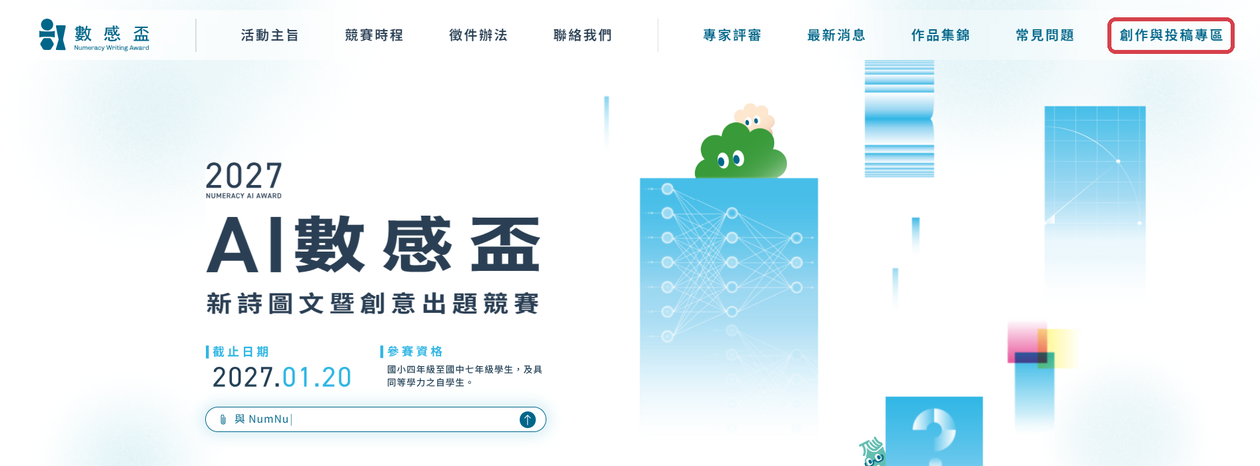 數感盃
Numeracy Writing Award
活動主旨
競賽時程
徵件辦法
聯絡我們
專家評審
最新消息
作品集錦
常見問題
創作與投稿專區
2027
NUMERACY AI AWARD
AI數感盃
新詩圖文暨創意出題競賽
截止日期
2027.01.20
參賽資格
國小四年級至國中七年級學生，及具
同等學力之自學生。
與 NumNu
?